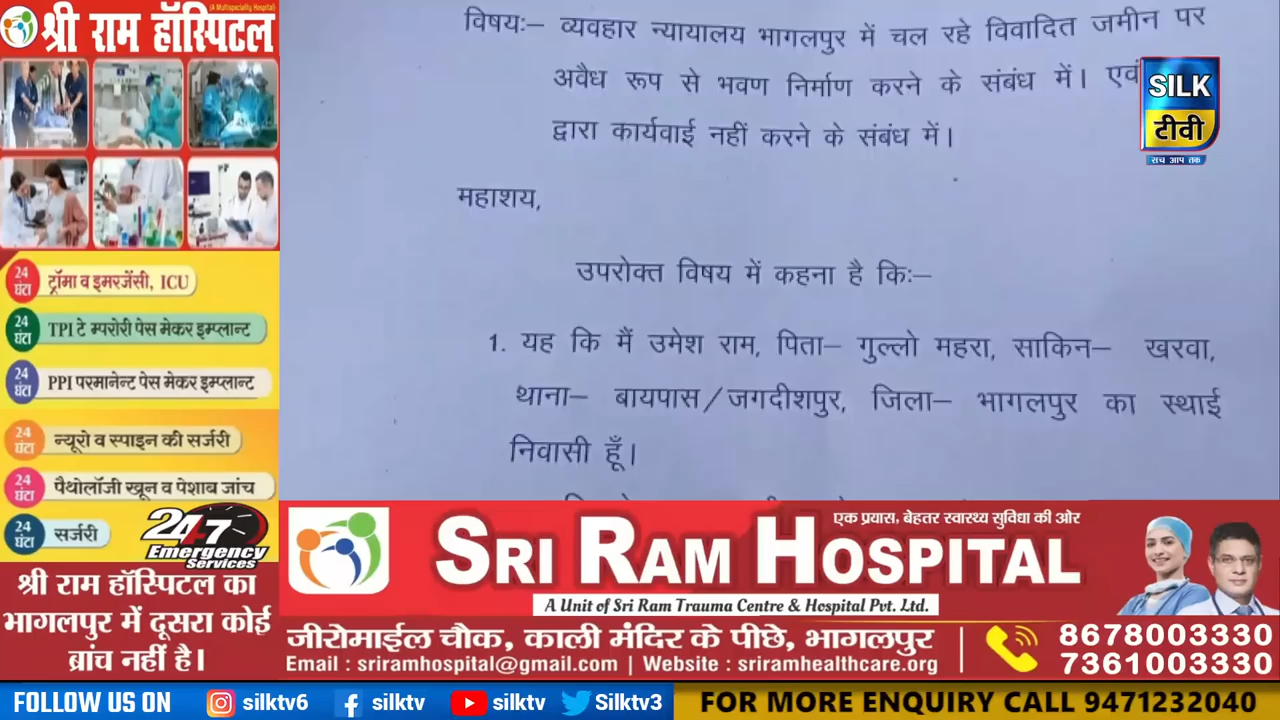 (A Multispeciality Hospital)
श्री राम हॉस्पिटल
24 घंटा
ट्रॉमा व इमरजेंसी, ICU
24 घंटा
TPI टे म्परोरी पेस मेकर इम्प्लान्ट
24 घंटा
PPI परमानेन्ट पेस मेकर इम्प्लान्ट
24 घंटा
न्यूरो व स्पाइन की सर्जरी
24 घंटा
पैथोलॉजी खून व पेशाब जांच
24 घंटा
सर्जरी
24x7
Emergency
Services
श्री राम हॉस्पिटल का
भागलपुर में दूसरा कोई
ब्रांच नहीं है।
विषयः– व्यवहार न्यायालय भागलपुर में चल रहे विवादित जमीन पर
अवैध रूप से भवण निर्माण करने के संबंध में। एवं
द्वारा कार्यवाई नहीं करने के संबंध में।
महाशय,
उपरोक्त विषय में कहना है किः–
1. यह कि मैं उमेश राम, पिता– गुल्लो महरा, साकिन– खरवा,
थाना– बायपास/जगदीशपुर, जिला– भागलपुर का स्थाई
निवासी हूँ।
SILK
टीवी
सच आप तक
एक प्रयास, बेहतर स्वास्थ्य सुविधा की ओर
SRI RAM HOSPITAL
A Unit of Sri Ram Trauma Centre & Hospital Pvt. Ltd.
जीरोमाईल चौक, काली मंदिर के पीछे, भागलपुर
Email : sriramhospital@gmail.com | Website : sriramhealthcare.org
8678003330
7361003330
FOLLOW US ON
silktv6
silktv
silktv
Silktv3
FOR MORE ENQUIRY CALL 9471232040